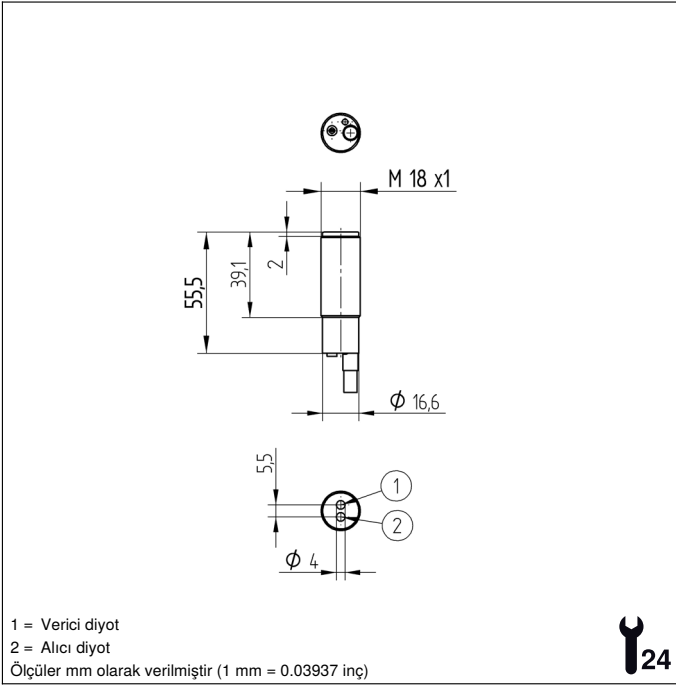 M 18 x1
2
39,1
55,5
Ø 16,6
5,5
1
2
Ø 4
1 = Verici diyot
2 = Alıcı diyot
Ölçüler mm olarak verilmiştir (1 mm = 0.03937 inç)
24